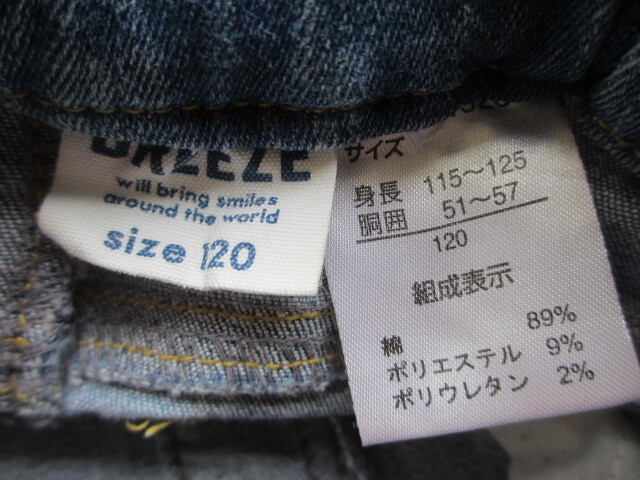 BREEZE
will bring smiles
around the world
size 120
サイズ
身長 115～125
胴囲 51～57
120
組成表示
綿 89%
ポリエステル 9%
ポリウレタン 2%